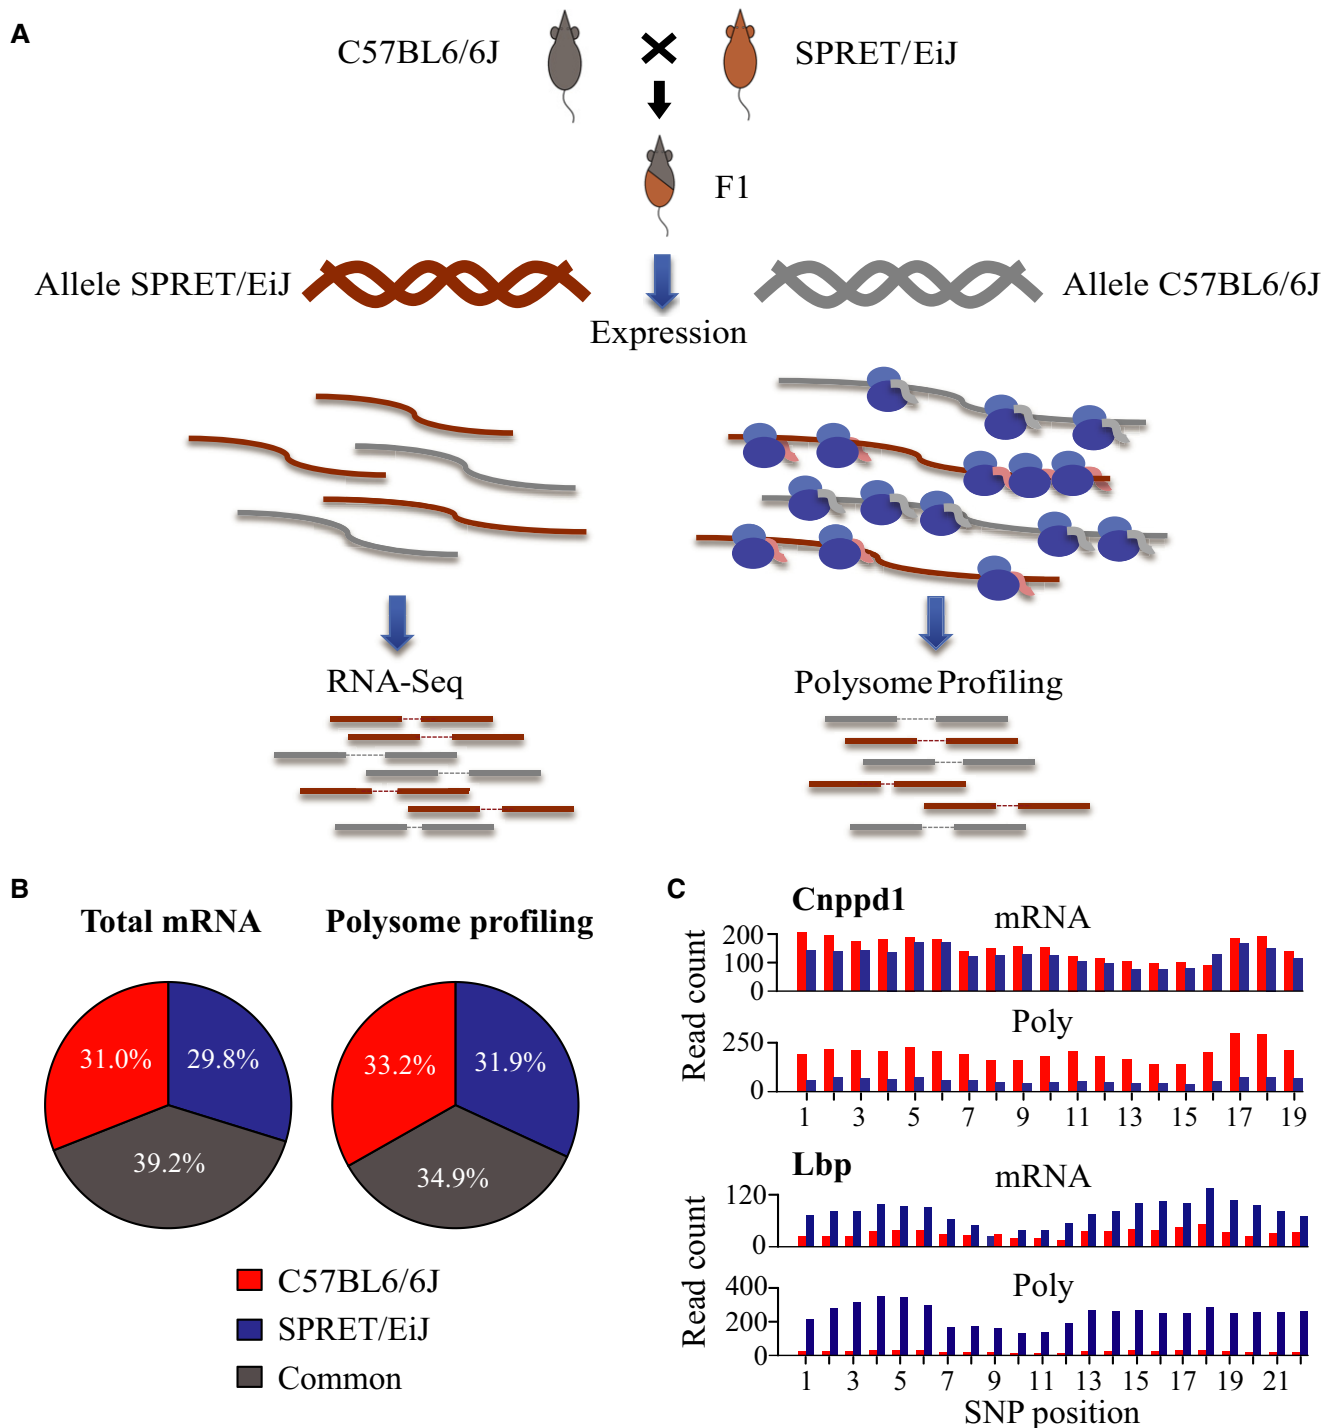 A
C57BL6/6J
SPRET/EiJ
F1
Allele SPRET/EiJ
Allele C57BL6/6J
Expression
RNA-Seq
Polysome Profiling
B
Total mRNA
Polysome profiling
31.0%
29.8%
39.2%
33.2%
31.9%
34.9%
C57BL6/6J
SPRET/EiJ
Common
C
Cnppd1
mRNA
Read count
200
100
0
Poly
250
0
1 3 5 7 9 11 13 15 17 19
Lbp
mRNA
Read count
120
0
Poly
400
200
0
1 3 5 7 9 11 13 15 17 19 21
SNP position